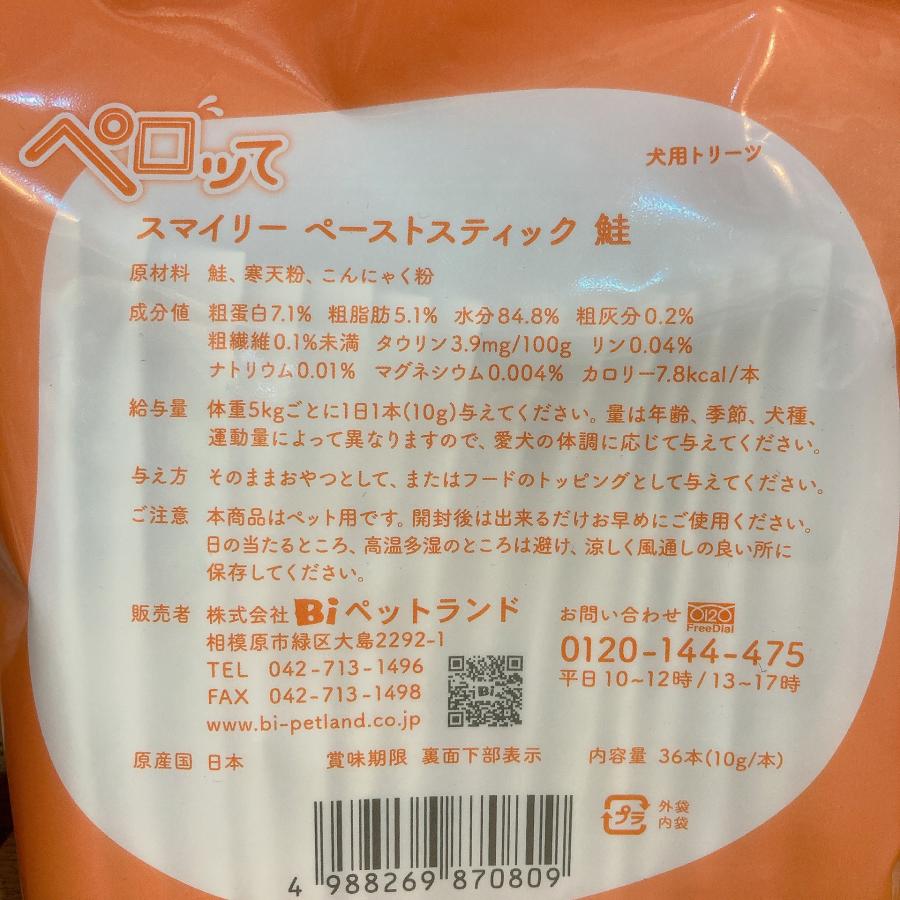 ペロッて
犬用トリーツ
スマイリー ペーストスティック 鮭
原材料 鮭、寒天粉、こんにゃく粉
成分値 粗蛋白7.1% 粗脂肪5.1% 水分84.8% 粗灰分0.2%
粗繊維0.1%未満 タウリン3.9mg/100g リン0.04%
ナトリウム0.01% マグネシウム0.004% カロリー7.8kcal/本
給与量 体重5kgごとに1日1本(10g)与えてください。量は年齢、季節、犬種、
運動量によって異なりますので、愛犬の体調に応じて与えてください。
与え方 そのままおやつとして、またはフードのトッピングとして与えてください。
ご注意 本商品はペット用です。開封後は出来るだけお早めにご使用ください。
日の当たるところ、高温多湿のところは避け、涼しく風通しの良い所に
保存してください。
販売者 株式会社 Bi ペットランド
相模原市緑区大島2292-1
TEL 042-713-1496
FAX 042-713-1498
www.bi-petland.co.jp
Bi
お問い合わせ 0120
FreeDial
0120-144-475
平日10~12時/13~17時
原産国 日本 賞味期限 裏面下部表示 内容量 36本(10g/本)
プラ 外袋
内袋
4 988269 870809